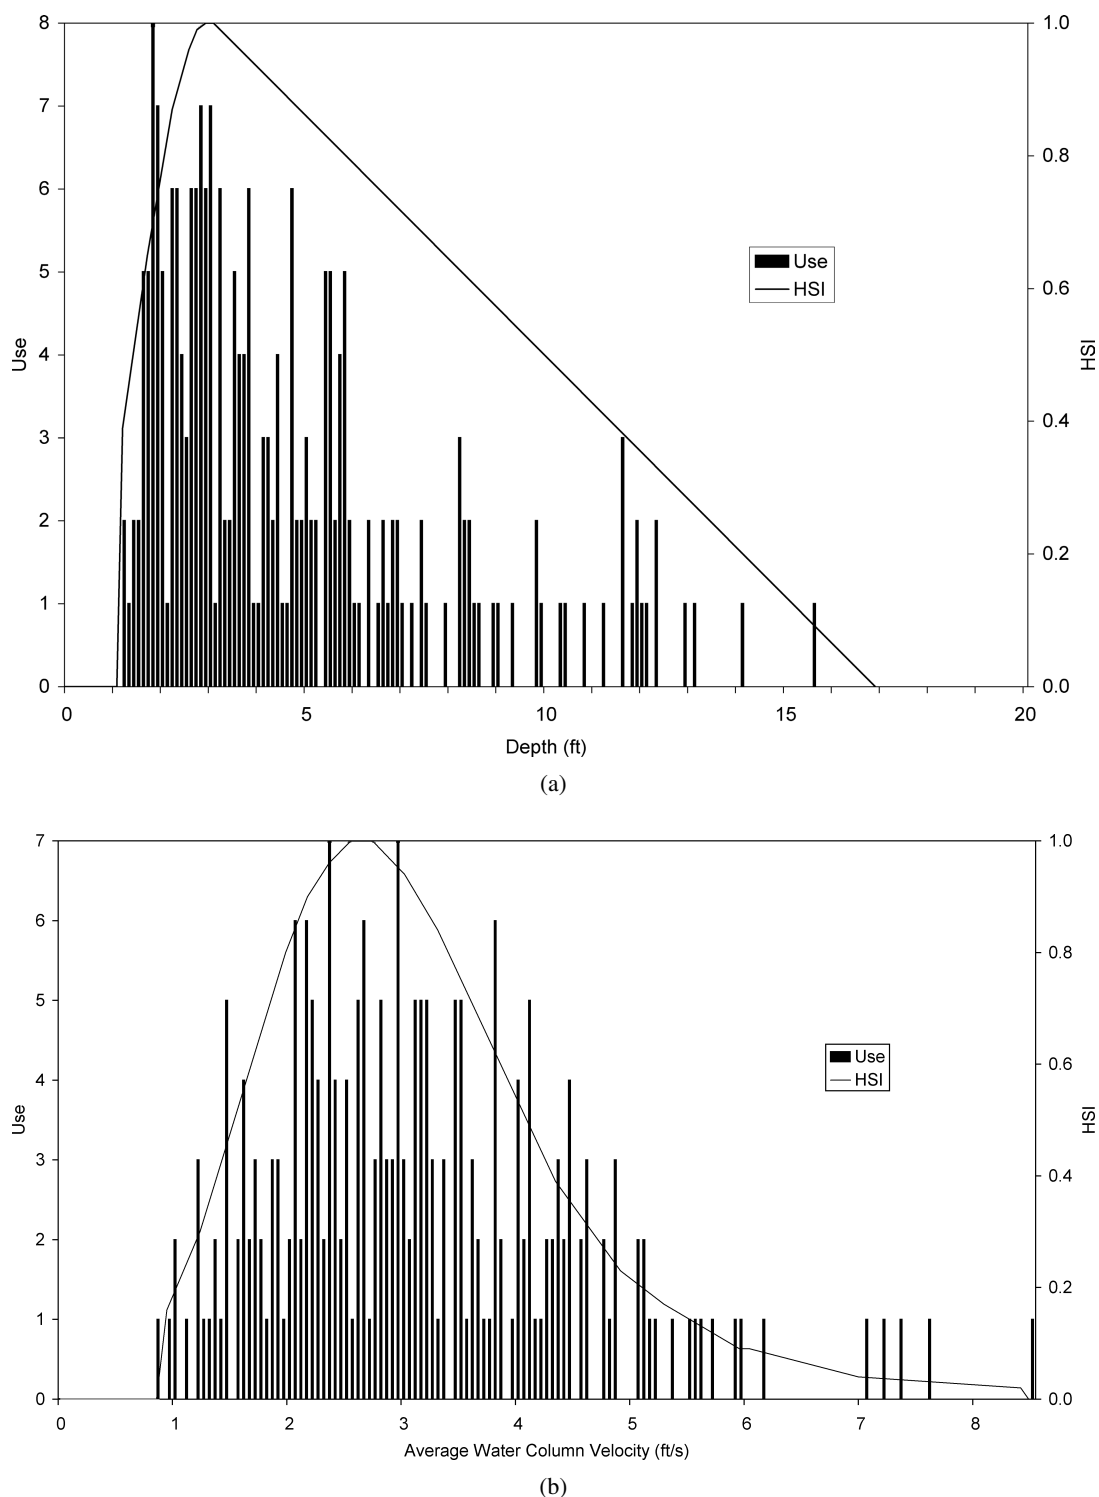 8
7
6
5
4
3
2
1
0
Use
1.0
0.8
0.6
0.4
0.2
0.0
HSI
Use
HSI
0 5 10 15 20
Depth (ft)
(a)
7
6
5
4
3
2
1
0
Use
1.0
0.8
0.6
0.4
0.2
0.0
HSI
Use
HSI
0 1 2 3 4 5 6 7 8
Average Water Column Velocity (ft/s)
(b)